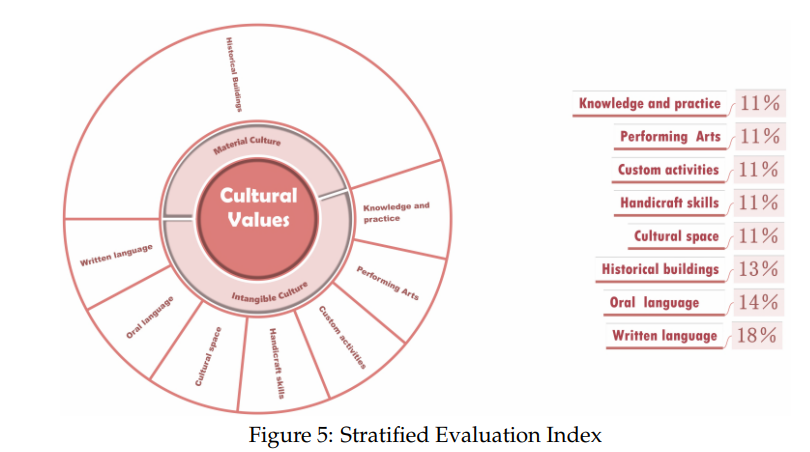 Historical Buildings
Material Culture
Cultural
Values
Knowledge and
practice
Written language
Performing Arts
Intangible Culture
Oral language
Custom activities
Cultural space
Handicraft skills
Knowledge and practice 11%
Performing Arts 11%
Custom activities 11%
Handicraft skills 11%
Cultural space 11%
Historical buildings 13%
Oral language 14%
Written language 18%
Figure 5: Stratified Evaluation Index